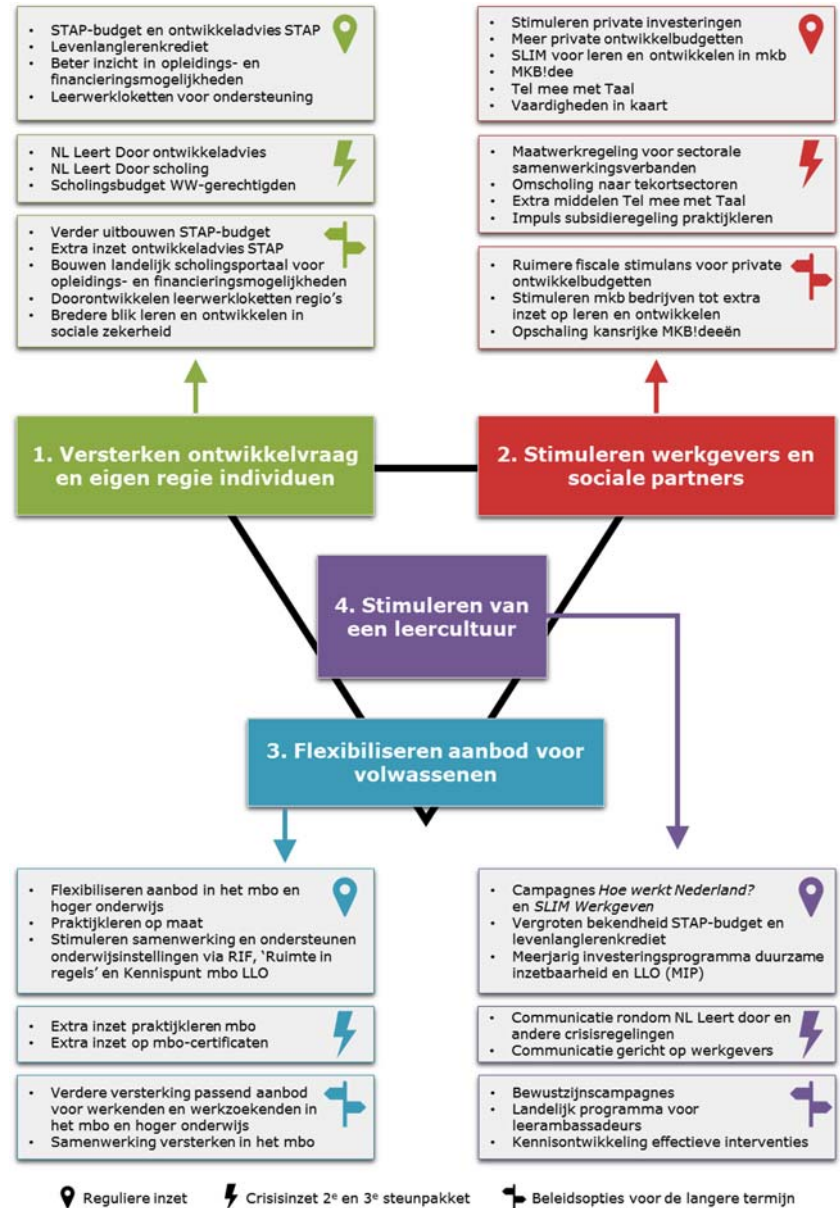 • STAP-budget en ontwikkeladvies STAP
• Levenlanglerenkrediet
• Beter inzicht in opleidings- en
financieringsmogelijkheden
• Leerwerkloketten voor ondersteuning
• NL Leert Door ontwikkeladvies
• NL Leert Door scholing
• Scholingsbudget WW-gerechtigden
• Verder uitbouwen STAP-budget
• Extra inzet ontwikkeladvies STAP
• Bouwen landelijk scholingsportaal voor
opleidings- en financieringsmogelijkheden
• Doorontwikkelen leerwerkloketten regio's
• Bredere blik leren en ontwikkelen in
sociale zekerheid
• Stimuleren private investeringen
• Meer private ontwikkelbudgetten
• SLIM voor leren en ontwikkelen in mkb
• MKB!dee
• Tel mee met Taal
• Vaardigheden in kaart
• Maatwerkregeling voor sectorale
samenwerkingsverbanden
• Omscholing naar tekortsectoren
• Extra middelen Tel mee met Taal
• Impuls subsidieregeling praktijkleren
• Ruimere fiscale stimulans voor private
ontwikkelbudgetten
• Stimuleren mkb bedrijven tot extra
inzet op leren en ontwikkelen
• Opschaling kansrijke MKB!deeën
1. Versterken ontwikkelvraag
en eigen regie individuen
2. Stimuleren werkgevers en
sociale partners
4. Stimuleren van
een leercultuur
3. Flexibiliseren aanbod voor
volwassenen
• Flexibiliseren aanbod in het mbo en
hoger onderwijs
• Praktijkleren op maat
• Stimuleren samenwerking en ondersteunen
onderwijsinstellingen via RIF, 'Ruimte in
regels' en Kennispunt mbo LLO
• Extra inzet praktijkleren mbo
• Extra inzet op mbo-certificaten
• Verdere versterking passend aanbod
voor werkenden en werkzoekenden in
het mbo en hoger onderwijs
• Samenwerking versterken in het mbo
• Campagnes Hoe werkt Nederland?
en SLIM Werkgeven
• Vergroten bekendheid STAP-budget en
levenlanglerenkrediet
• Meerjarig investeringsprogramma duurzame
inzetbaarheid en LLO (MIP)
• Communicatie rondom NL Leert door en
andere crisisregelingen
• Communicatie gericht op werkgevers
• Bewustzijnscampagnes
• Landelijk programma voor
leerambassadeurs
• Kennisontwikkeling effectieve interventies
Reguliere inzet Crisisinzet 2e en 3e steunpakket Beleidsopties voor de langere termijn